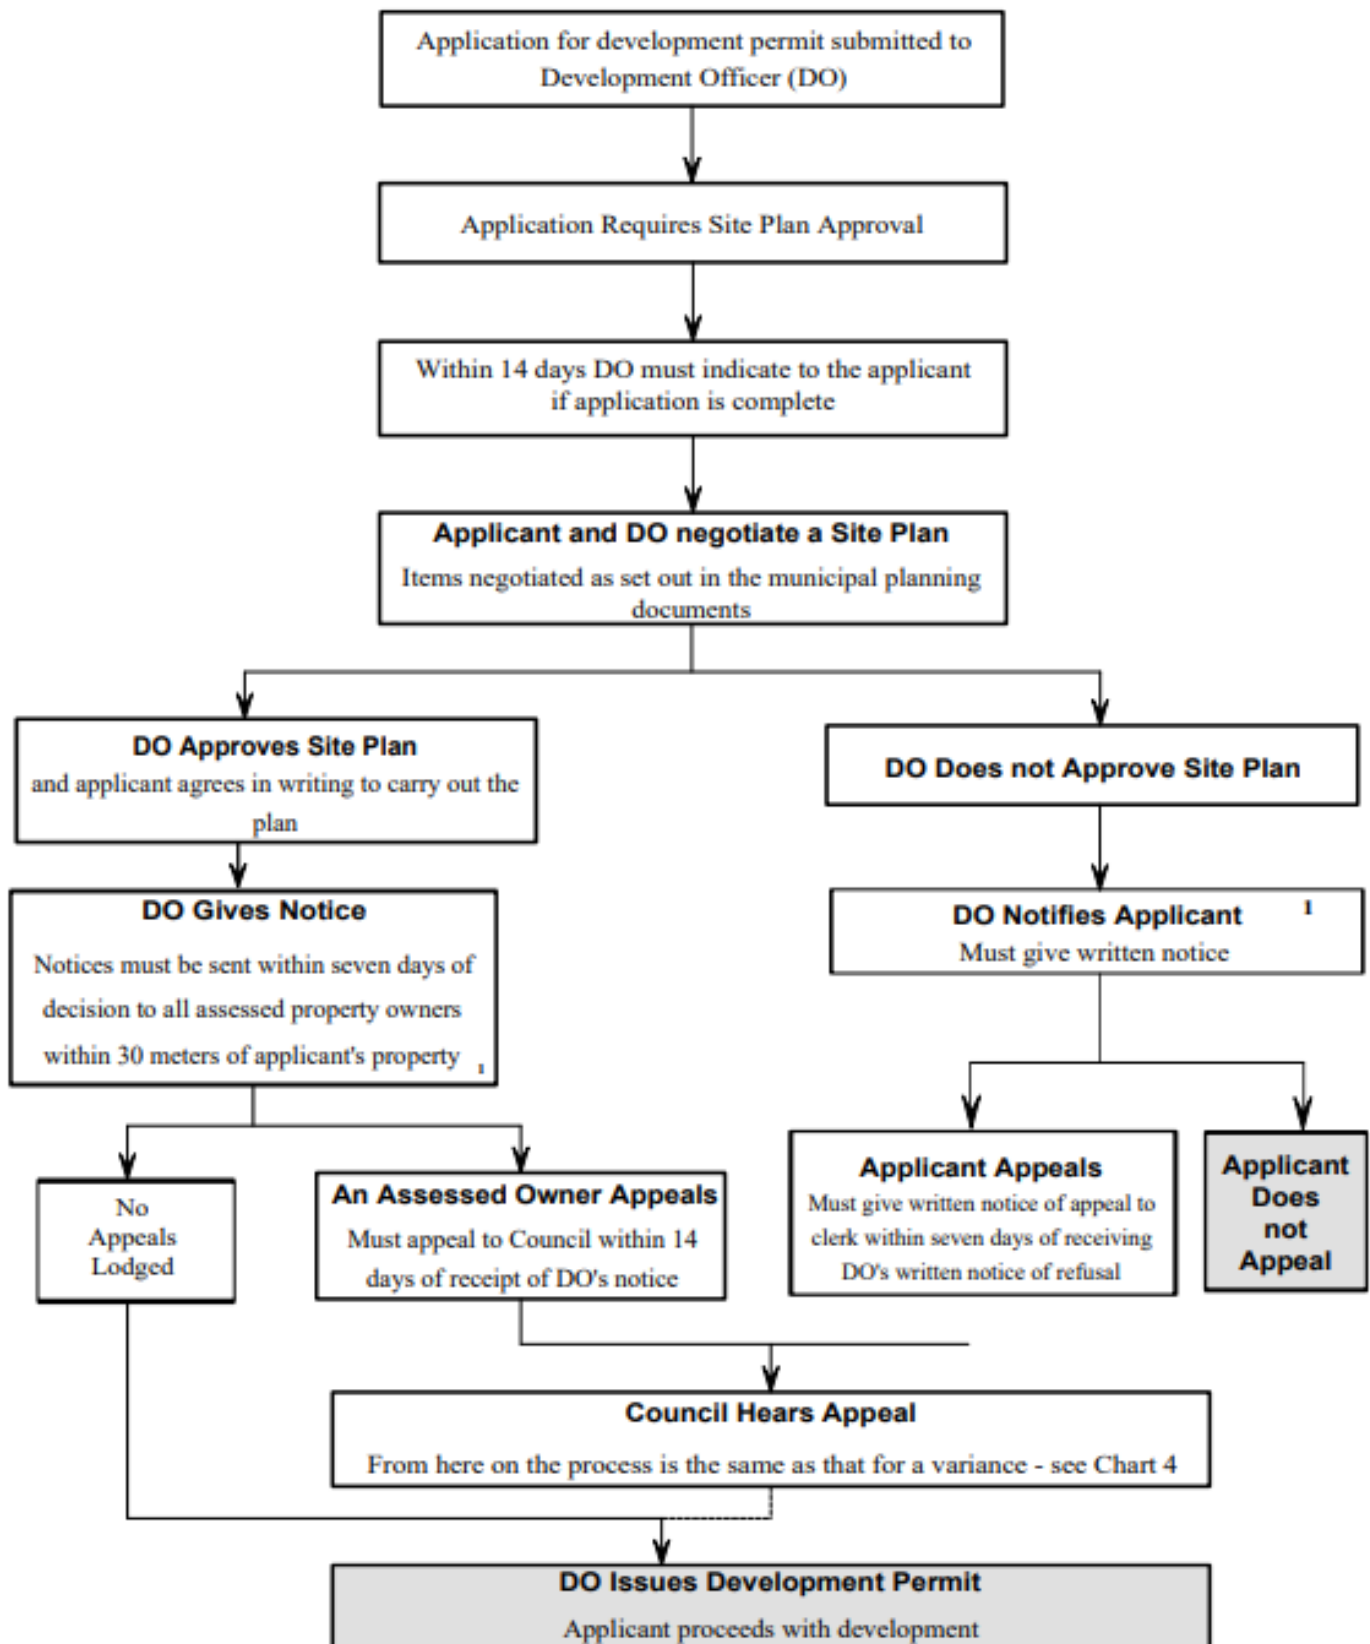 Application for development permit submitted to
Development Officer (DO)
Application Requires Site Plan Approval
Within 14 days DO must indicate to the applicant
if application is complete
Applicant and DO negotiate a Site Plan
Items negotiated as set out in the municipal planning
documents
DO Approves Site Plan
and applicant agrees in writing to carry out the
plan
DO Does not Approve Site Plan
DO Gives Notice
Notices must be sent within seven days of
decision to all assessed property owners
within 30 meters of applicant's property 1
DO Notifies Applicant 1
Must give written notice
No
Appeals
Lodged
An Assessed Owner Appeals
Must appeal to Council within 14
days of receipt of DO's notice
Applicant Appeals
Must give written notice of appeal to
clerk within seven days of receiving
DO's written notice of refusal
Applicant
Does
not
Appeal
Council Hears Appeal
From here on the process is the same as that for a variance - see Chart 4
DO Issues Development Permit
Applicant proceeds with development